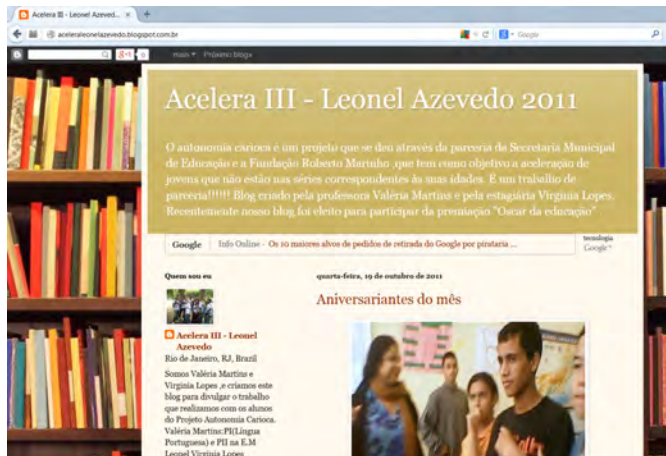 Acelera III - Leonel Azeved...
aceleraleonelazevedo.blogspot.com.br
Google
mais Próximo blog»
Acelera III - Leonel Azevedo 2011
O autonomia carioca é um projeto que se deu através da parceria da Secretaria Municipal
de Educação e a Fundação Roberto Marinho ,que tem como objetivo a aceleração de
jovens que não estão nas séries correspondentes às suas idades. É um trabalho de
parceria!!!!!! Blog criado pela professora Valéria Martins e pela estagiária Virginia Lopes.
Recentemente nosso blog foi eleito para participar da premiação "Oscar da educação"
Google Info Online - Os 10 maiores alvos de pedidos de retirada do Google por pirataria ...
tecnologia
Google
Quem sou eu
quarta-feira, 19 de outubro de 2011
Aniversariantes do mês
Acelera III - Leonel
Azevedo
Rio de Janeiro, RJ, Brazil
Somos Valéria Martins e
Virginia Lopes ,e criamos este
blog para divulgar o trabalho
que realizamos com os alunos
do Projeto Autonomia Carioca.
Valéria Martins:PI(Língua
Portuguesa) e PII na E.M
Leonel Virginia Lopes